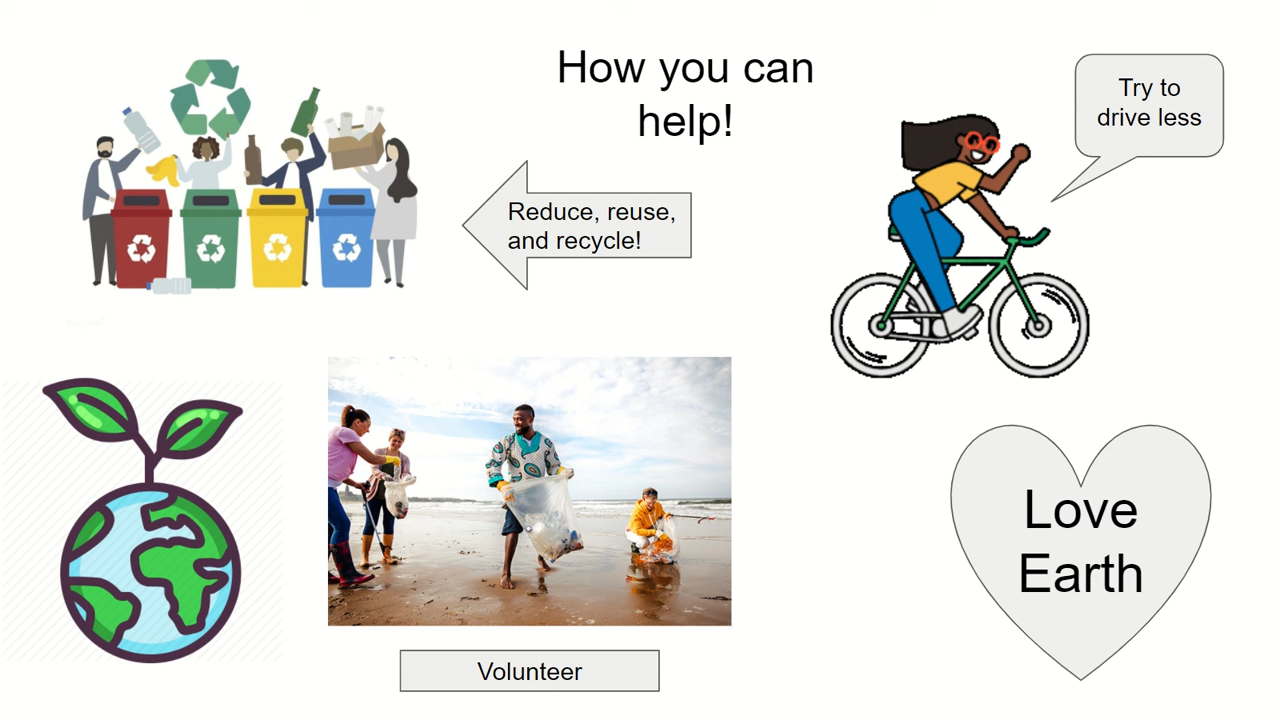 How you can
help!
Try to
drive less
Reduce, reuse,
and recycle!
Love
Earth
Volunteer